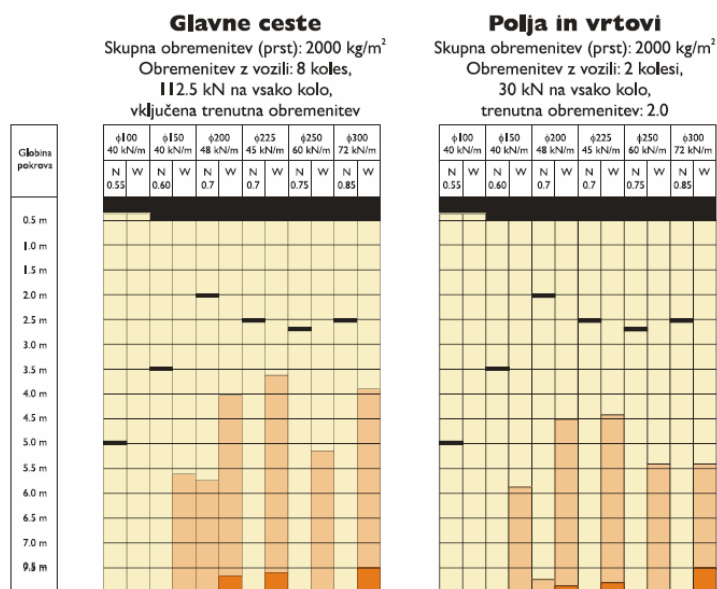 Glavne ceste
Skupna obremenitev (prst): 2000 kg/m²
Obremenitev z vozili: 8 koles,
112.5 kN na vsako kolo,
vključena trenutna obremenitev
Polja in vrtovi
Skupna obremenitev (prst): 2000 kg/m²
Obremenitev z vozili: 2 kolesi,
30 kN na vsako kolo,
trenutna obremenitev: 2.0
Globina
pokrova
ϕ100 ϕ150 ϕ200 ϕ225 ϕ250 ϕ300
40 kN/m 40 kN/m 48 kN/m 45 kN/m 60 kN/m 72 kN/m
N W N W N W N W N W N W
0.55 0.60 0.7 0.7 0.75 0.85
ϕ100 ϕ150 ϕ200 ϕ225 ϕ250 ϕ300
40 kN/m 40 kN/m 48 kN/m 45 kN/m 60 kN/m 72 kN/m
N W N W N W N W N W N W
0.55 0.60 0.7 0.7 0.75 0.85
0.5 m
1.0 m
1.5 m
2.0 m
2.5 m
3.0 m
3.5 m
4.0 m
4.5 m
5.0 m
5.5 m
6.0 m
6.5 m
7.0 m